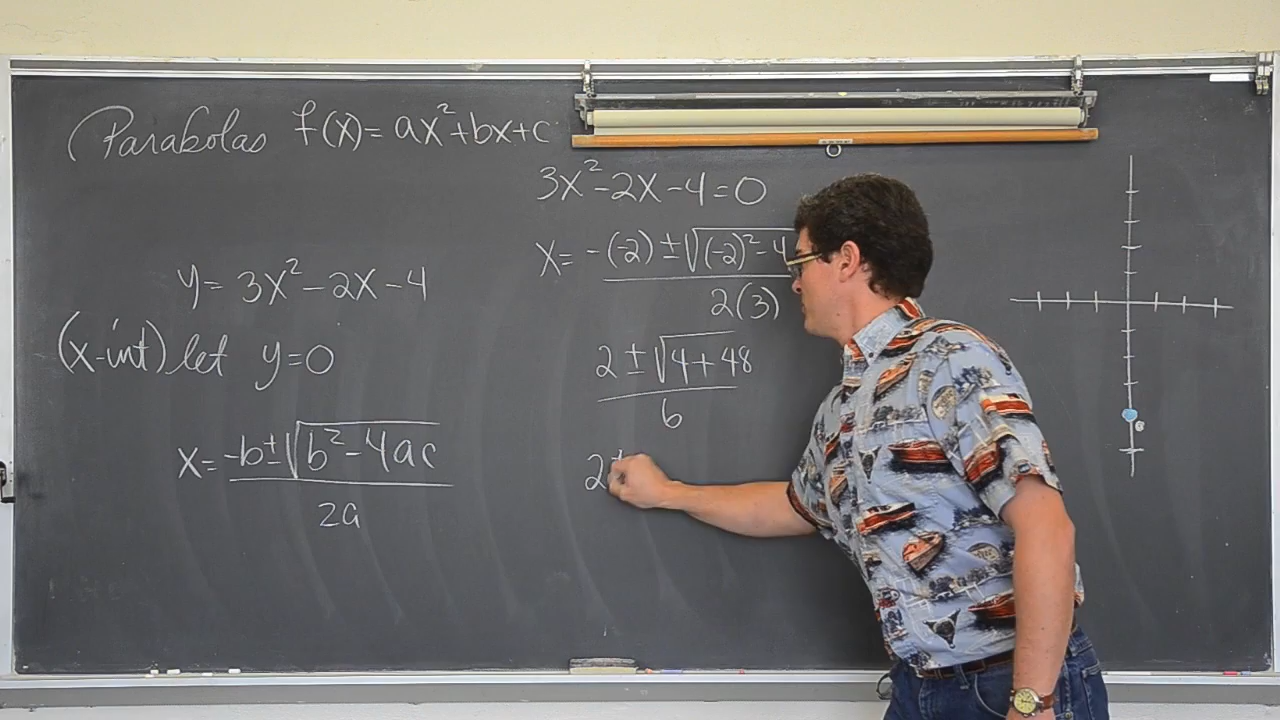 Parabolas f(x)=ax²+bx+c
y=3x²-2x-4
(x-int) let y=0
x=-b±√b²-4ac
2a
3x²-2x-4=0
x=-(-2)±√(-2)²-4
2(3)
2±√4+48
6
2±